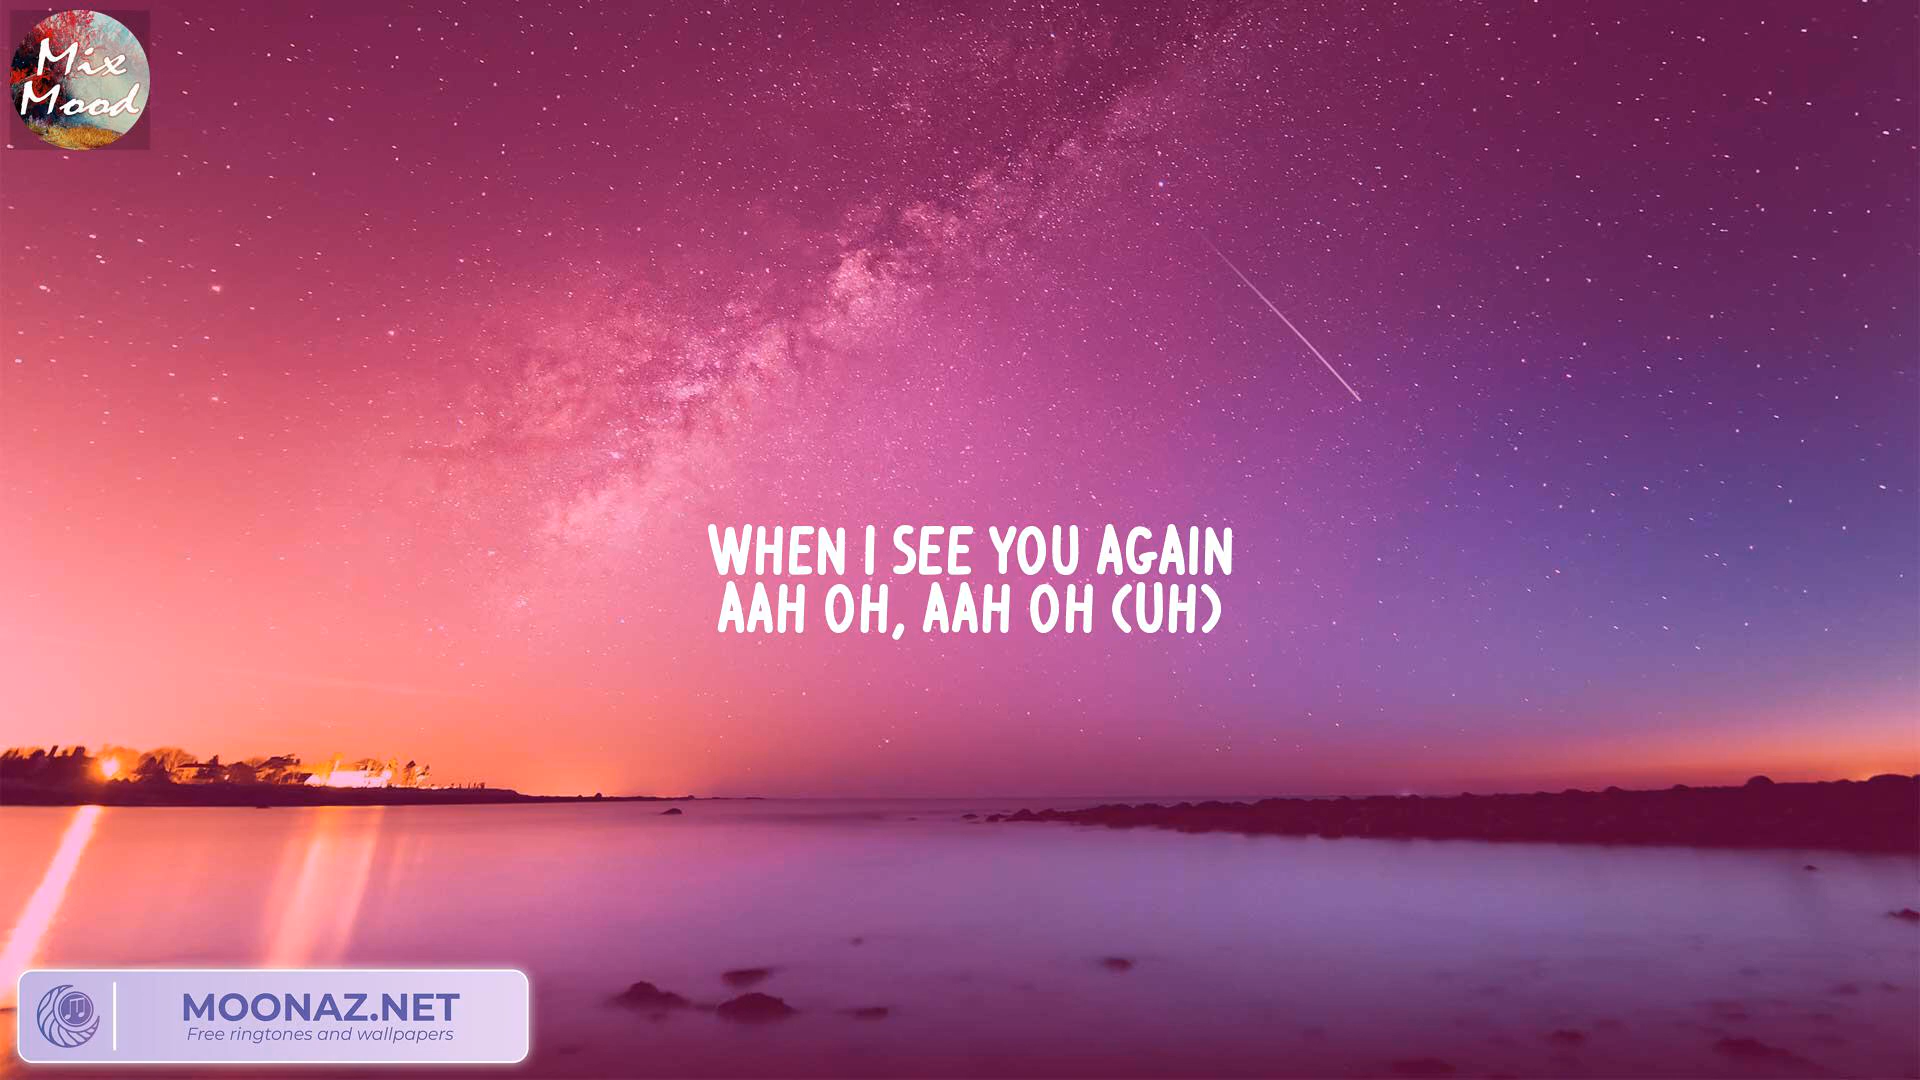 Mix
Mood
WHEN I SEE YOU AGAIN
AAH OH, AAH OH (UH)
MOONAZ.NET
Free ringtones and wallpapers